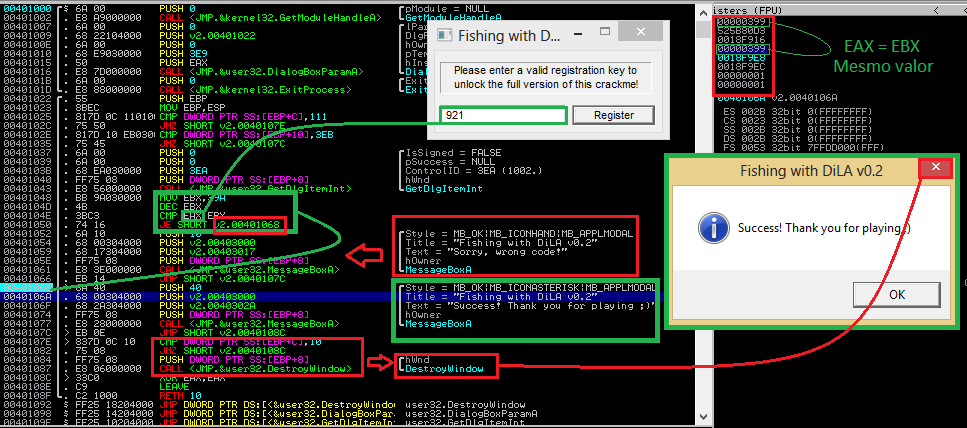 00401000 $ 6A 00 PUSH 0
00401002 . E8 A9000000 CALL <JMP.&kernel32.GetModuleHandleA>
00401007 . 6A 00 PUSH 0
00401009 . 68 22104000 PUSH v2.00401022
0040100E . 6A 00 PUSH 0
00401010 . 68 E9030000 PUSH 3E9
00401015 . 50 PUSH EAX
00401016 . E8 7D000000 CALL <JMP.&user32.DialogBoxParamA>
0040101B . 6A 00 PUSH 0
0040101D . E8 88000000 CALL <JMP.&kernel32.ExitProcess>
00401022 . 55 PUSH EBP
00401023 . 8BEC MOV EBP,ESP
00401025 . 817D 0C 111010 CMP DWORD PTR SS:[EBP+C],111
0040102C . 75 50 JNZ SHORT v2.0040107E
0040102E . 817D 10 EB030 CMP DWORD PTR SS:[EBP+10],3EB
00401035 . 75 45 JNZ SHORT
00401037 . 6A 00 PUSH 0
00401039 . 6A 00 PUSH 0
0040103B . 68 EA030000 PUSH 3EA
00401040 . FF75 08 PUSH DWORD PTR SS:[EBP+8]
00401043 . E8 56000000 CALL <JMP.&user32.GetDlgItemInt>
00401048 . BB 9A030000 MOV EBX,39A
0040104D . 4B DEC EBX
0040104E . 3BC3 CMP EAX,EBX
00401050 . 74 16 JE SHORT v2.00401068
00401052 . 6A 10 PUSH 10
00401054 . 68 00304000 PUSH v2.00403000
00401059 . 68 17304000 PUSH v2.00403017
0040105E . FF75 08 PUSH DWORD PTR SS:[EBP+8]
00401061 . E8 3E000000 CALL <JMP.&user32.MessageBoxA>
00401066 . EB 14 JMP SHORT v2.0040107C
. 6A 40 PUSH 40
0040106A . 68 00304000 PUSH v2.00403000
0040106F . 68 2A304000 PUSH v2.0040302A
00401074 . FF75 08 PUSH DWORD PTR SS:[EBP+8]
00401077 . E8 28000000 CALL <JMP.&user32.MessageBoxA>
0040107C > EB 0E JMP SHORT v2.0040108C
0040107E > 837D 0C 10 CMP DWORD PTR SS:[EBP+C],10
00401082 . 75 08 JNZ SHORT v2.0040108C
00401084 . FF75 08 PUSH DWORD PTR SS:[EBP+8]
00401087 . E8 06000000 CALL <JMP.&user32.DestroyWindow>
0040108C > 33C0 XOR EAX,EAX
0040108E . C9 LEAVE
0040108F . C2 1000 RETN 10
00401092 $ FF25 18204000 JMP DWORD PTR DS:[<&user32.DestroyWindow
00401098 $ FF25 14204000 JMP DWORD PTR DS:[<&user32.DialogBoxPar
0040109E $ FF25 10204000 JMP DWORD PTR DS:[<&user32.GetDlgItemIn
pModule = NULL
GetModuleHandleA
Fishing with D...
Please enter a valid registration key to
unlock the full version of this crackme!
921
Register
IsSigned = FALSE
pSuccess = NULL
ControlID = 3EA (1002.)
hWnd
GetDlgItemInt
Style = MB_OK|MB_ICONHAND|MB_APPLMODAL
Title = "Fishing with DiLA v0.2"
Text = "Sorry, wrong code!"
hOwner
MessageBoxA
Style = MB_OK|MB_ICONASTERISK|MB_APPLMODAL
Title = "Fishing with DiLA v0.2"
Text = "Success! Thank you for playing ;)"
hOwner
MessageBoxA
hWnd
DestroyWindow
user32.DestroyWindow
user32.DialogBoxParamA
user32.GetDlgItemInt
isters (FPU)
< <
00000399
525B80D3
0018F916
00000399
0018F9E8
0018F9EC
00000001
00000001
0040106A v2.0040106A
EAX = EBX
Mesmo valor
ES 002B 32bit 0(FFFFFFFF)
CS 0023 32bit 0(FFFFFFFF)
SS 002B 32bit 0(FFFFFFFF)
DS 002B 32bit 0(FFFFFFFF)
FS 0053 32bit 7FFDD000(FFF)
Fishing with DiLA v0.2
Success! Thank you for playing ;)
OK